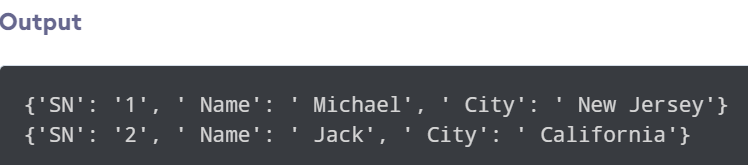 Output
{'SN': '1', ' Name': ' Michael', ' City': ' New Jersey'}
{'SN': '2', ' Name': ' Jack', ' City': ' California'}